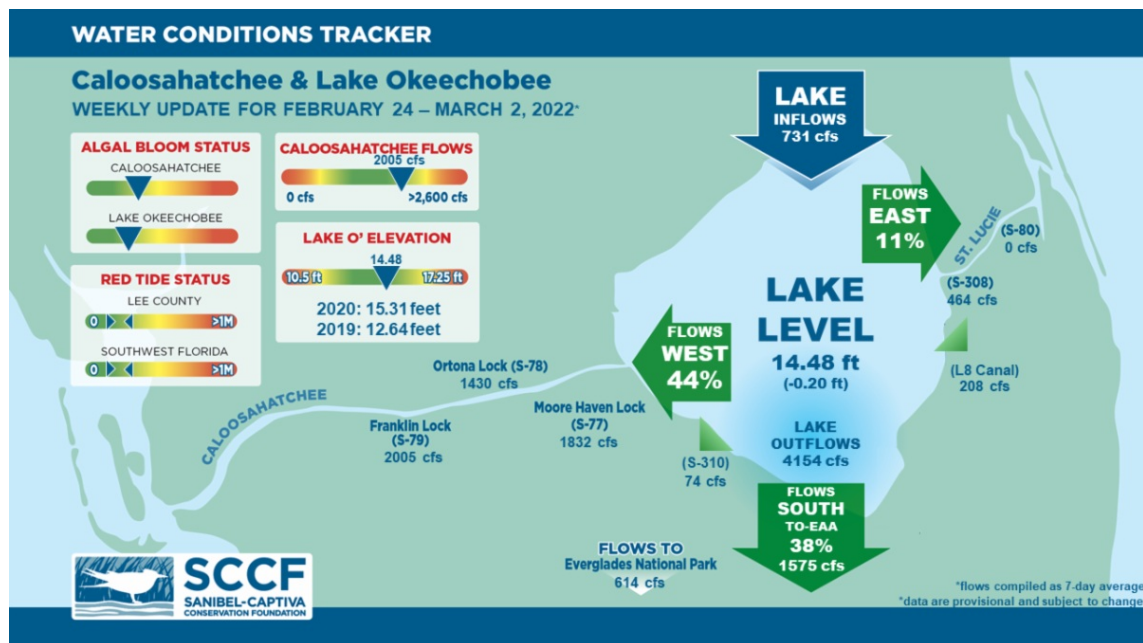 WATER CONDITIONS TRACKER
Caloosahatchee & Lake Okeechobee
WEEKLY UPDATE FOR FEBRUARY 24 – MARCH 2, 2022*
ALGAL BLOOM STATUS
CALOOSAHATCHEE
LAKE OKEECHOBEE
RED TIDE STATUS
LEE COUNTY
0 >1M
SOUTHWEST FLORIDA
0 >1M
CALOOSAHATCHEE FLOWS
2005 cfs
0 cfs >2,600 cfs
LAKE O' ELEVATION
14.48
10.5 ft 17.25 ft
2020: 15.31 feet
2019: 12.64 feet
LAKE
INFLOWS
731 cfs
FLOWS
EAST
11%
ST. LUCIE
(S-80)
0 cfs
(S-308)
464 cfs
(L8 Canal)
208 cfs
LAKE
LEVEL
14.48 ft
(-0.20 ft)
FLOWS
WEST
44%
Ortona Lock (S-78)
1430 cfs
CALOOSAHATCHEE
Franklin Lock
(S-79)
2005 cfs
Moore Haven Lock
(S-77)
1832 cfs
(S-310)
74 cfs
LAKE
OUTFLOWS
4154 cfs
FLOWS
SOUTH
TO-EAA
38%
1575 cfs
FLOWS TO
Everglades National Park
614 cfs
SCCF
SANIBEL-CAPTIVA
CONSERVATION FOUNDATION
*flows compiled as 7-day average
*data are provisional and subject to change